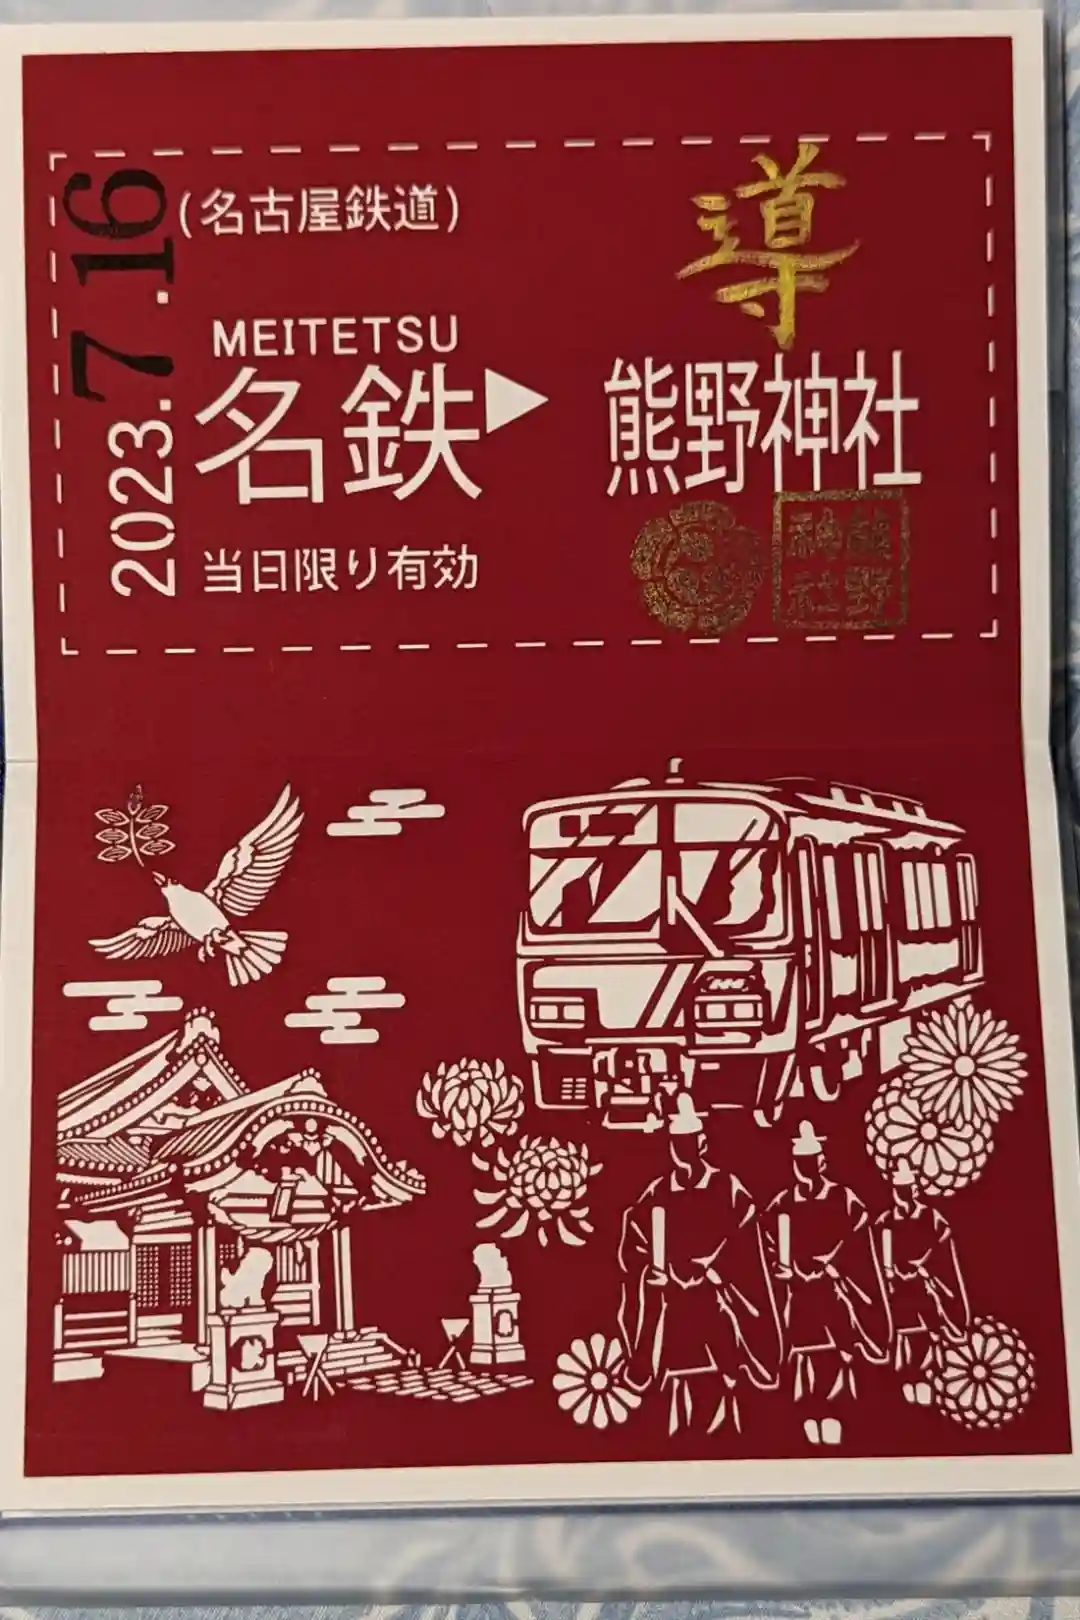 2023.7.16
(名古屋鉄道)
MEITETSU
名鉄▶
当日限り有効
導
熊野神社
熊野
神社